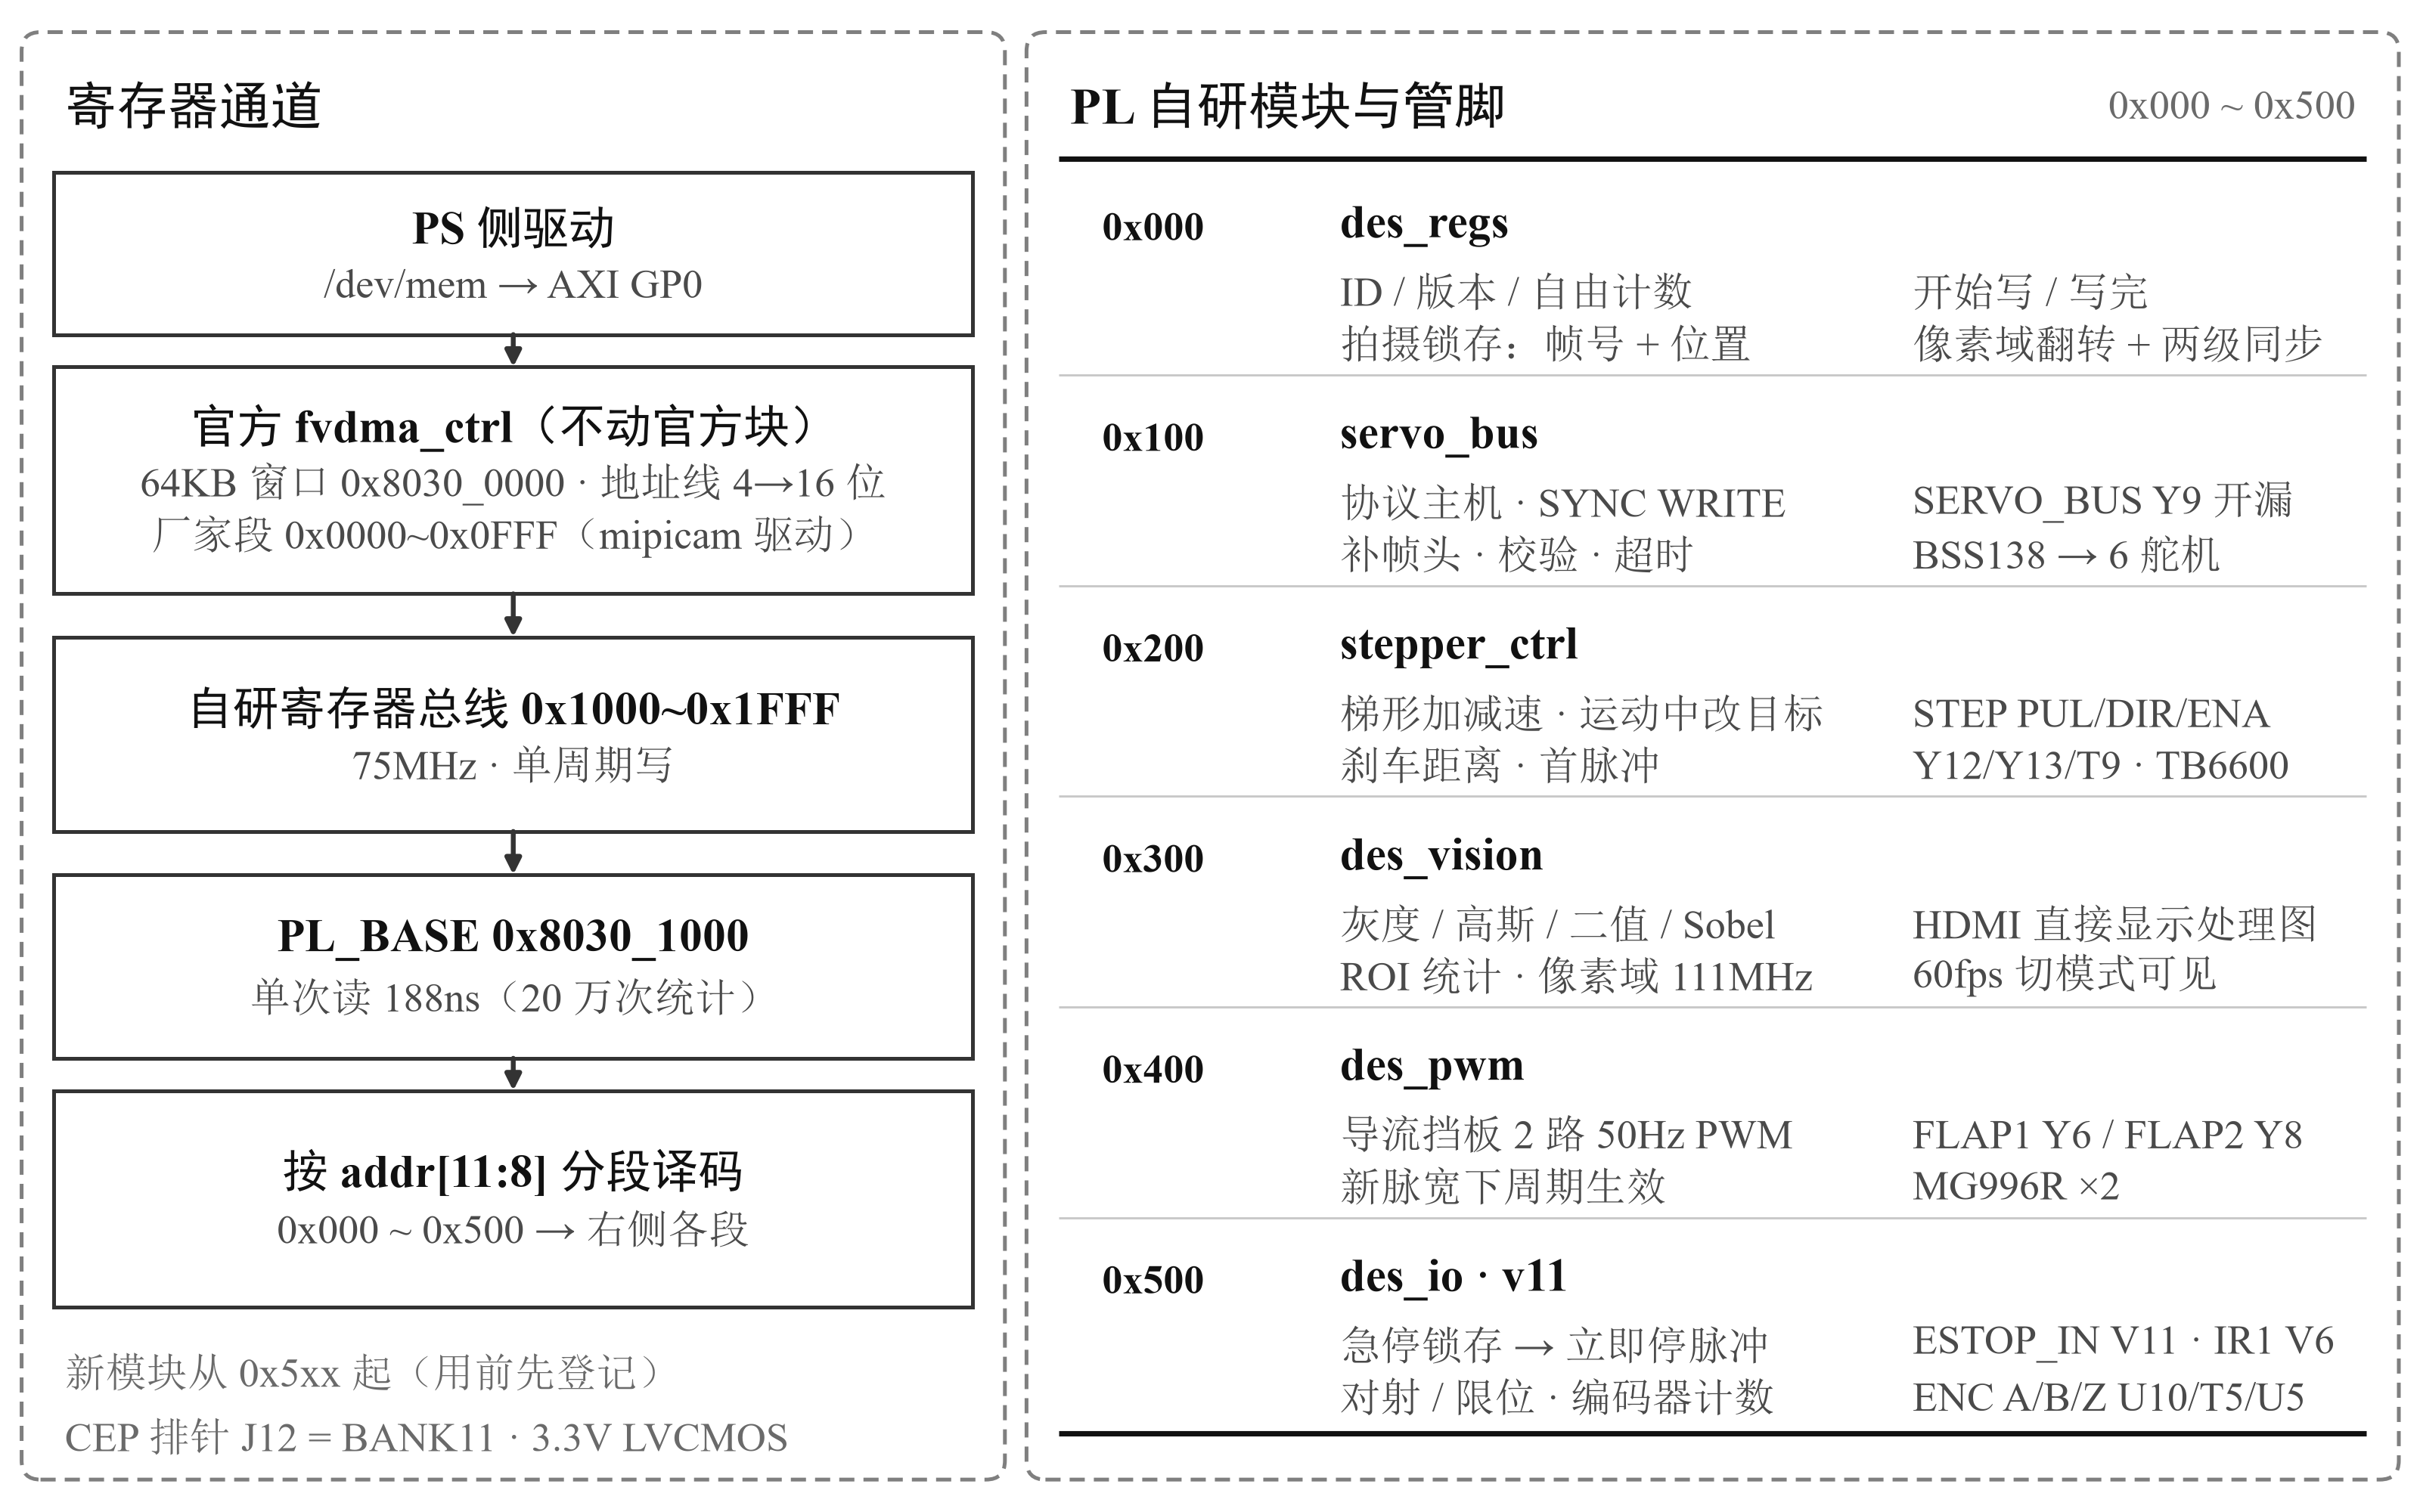 寄存器通道
PS 侧驱动
/dev/mem → AXI GP0
官方 fvdma_ctrl（不动官方块）
64KB 窗口 0x8030_0000 · 地址线 4→16 位
厂家段 0x0000~0x0FFF（mipicam 驱动）
自研寄存器总线 0x1000~0x1FFF
75MHz · 单周期写
PL_BASE 0x8030_1000
单次读 188ns（20 万次统计）
按 addr[11:8] 分段译码
0x000 ~ 0x500 → 右侧各段
新模块从 0x5xx 起（用前先登记）
CEP 排针 J12 = BANK11 · 3.3V LVCMOS
PL 自研模块与管脚
0x000 ~ 0x500
0x000
des_regs
ID / 版本 / 自由计数
开始写 / 写完
拍摄锁存：帧号 + 位置
像素域翻转 + 两级同步
0x100
servo_bus
协议主机 · SYNC WRITE
SERVO_BUS Y9 开漏
补帧头 · 校验 · 超时
BSS138 → 6 舵机
0x200
stepper_ctrl
梯形加减速 · 运动中改目标
STEP PUL/DIR/ENA
刹车距离 · 首脉冲
Y12/Y13/T9 · TB6600
0x300
des_vision
灰度 / 高斯 / 二值 / Sobel
HDMI 直接显示处理图
ROI 统计 · 像素域 111MHz
60fps 切模式可见
0x400
des_pwm
导流挡板 2 路 50Hz PWM
FLAP1 Y6 / FLAP2 Y8
新脉宽下周期生效
MG996R ×2
0x500
des_io · v11
急停锁存 → 立即停脉冲
ESTOP_IN V11 · IR1 V6
对射 / 限位 · 编码器计数
ENC A/B/Z U10/T5/U5